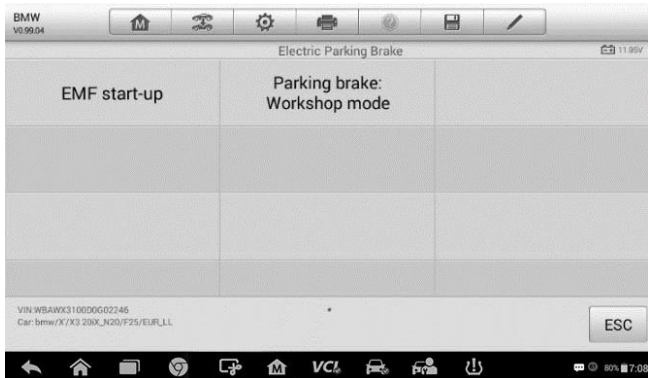 BMW
V0.99.04
Electric Parking Brake
11.95V
EMF start-up
Parking brake:
Workshop mode
VIN:WBAWX3100D0G02246
Car: bmw/X'/X3 20iX_N20/F25/EUR_LL
ESC
VCI
80% 7:08